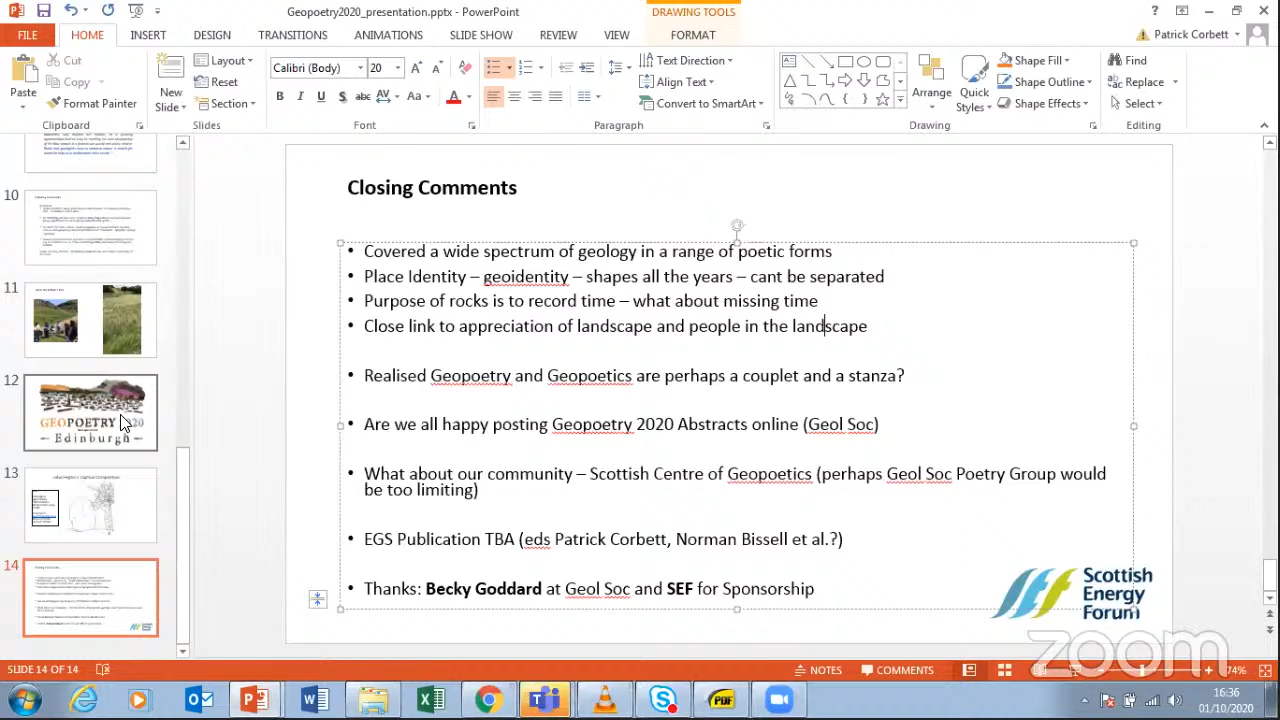 Geopoetry2020_presentation.pptx - PowerPoint
DRAWING TOOLS
FILE HOME INSERT DESIGN TRANSITIONS ANIMATIONS SLIDE SHOW REVIEW VIEW FORMAT
Patrick Corbett
Cut
Copy
Format Painter
Paste
Clipboard
New Slide
Layout
Reset
Section
Slides
Calibri (Body) 20
B I U S abc AV Aa A
Font
Text Direction
Align Text
Convert to SmartArt
Paragraph
Arrange
Quick Styles
Shape Fill
Shape Outline
Shape Effects
Drawing
Find
Replace
Select
Editing
10
11
12
GEOPOETRY 2020
Edinburgh
13
14
Closing Comments
• Covered a wide spectrum of geology in a range of poetic forms
• Place Identity – geoidentity – shapes all the years – cant be separated
• Purpose of rocks is to record time – what about missing time
• Close link to appreciation of landscape and people in the landscape
• Realised Geopoetry and Geopoetics are perhaps a couplet and a stanza?
• Are we all happy posting Geopoetry 2020 Abstracts online (Geol Soc)
• What about our community – Scottish Centre of Geopoetics (perhaps Geol Soc Poetry Group would
be too limiting)
• EGS Publication TBA (eds Patrick Corbett, Norman Bissell et al.?)
• Thanks: Becky Goddard at Geol Soc and SEF for Sponsorship
Scottish
Energy
Forum
zoom
SLIDE 14 OF 14
NOTES
COMMENTS
74%
PDF
16:36
01/10/2020